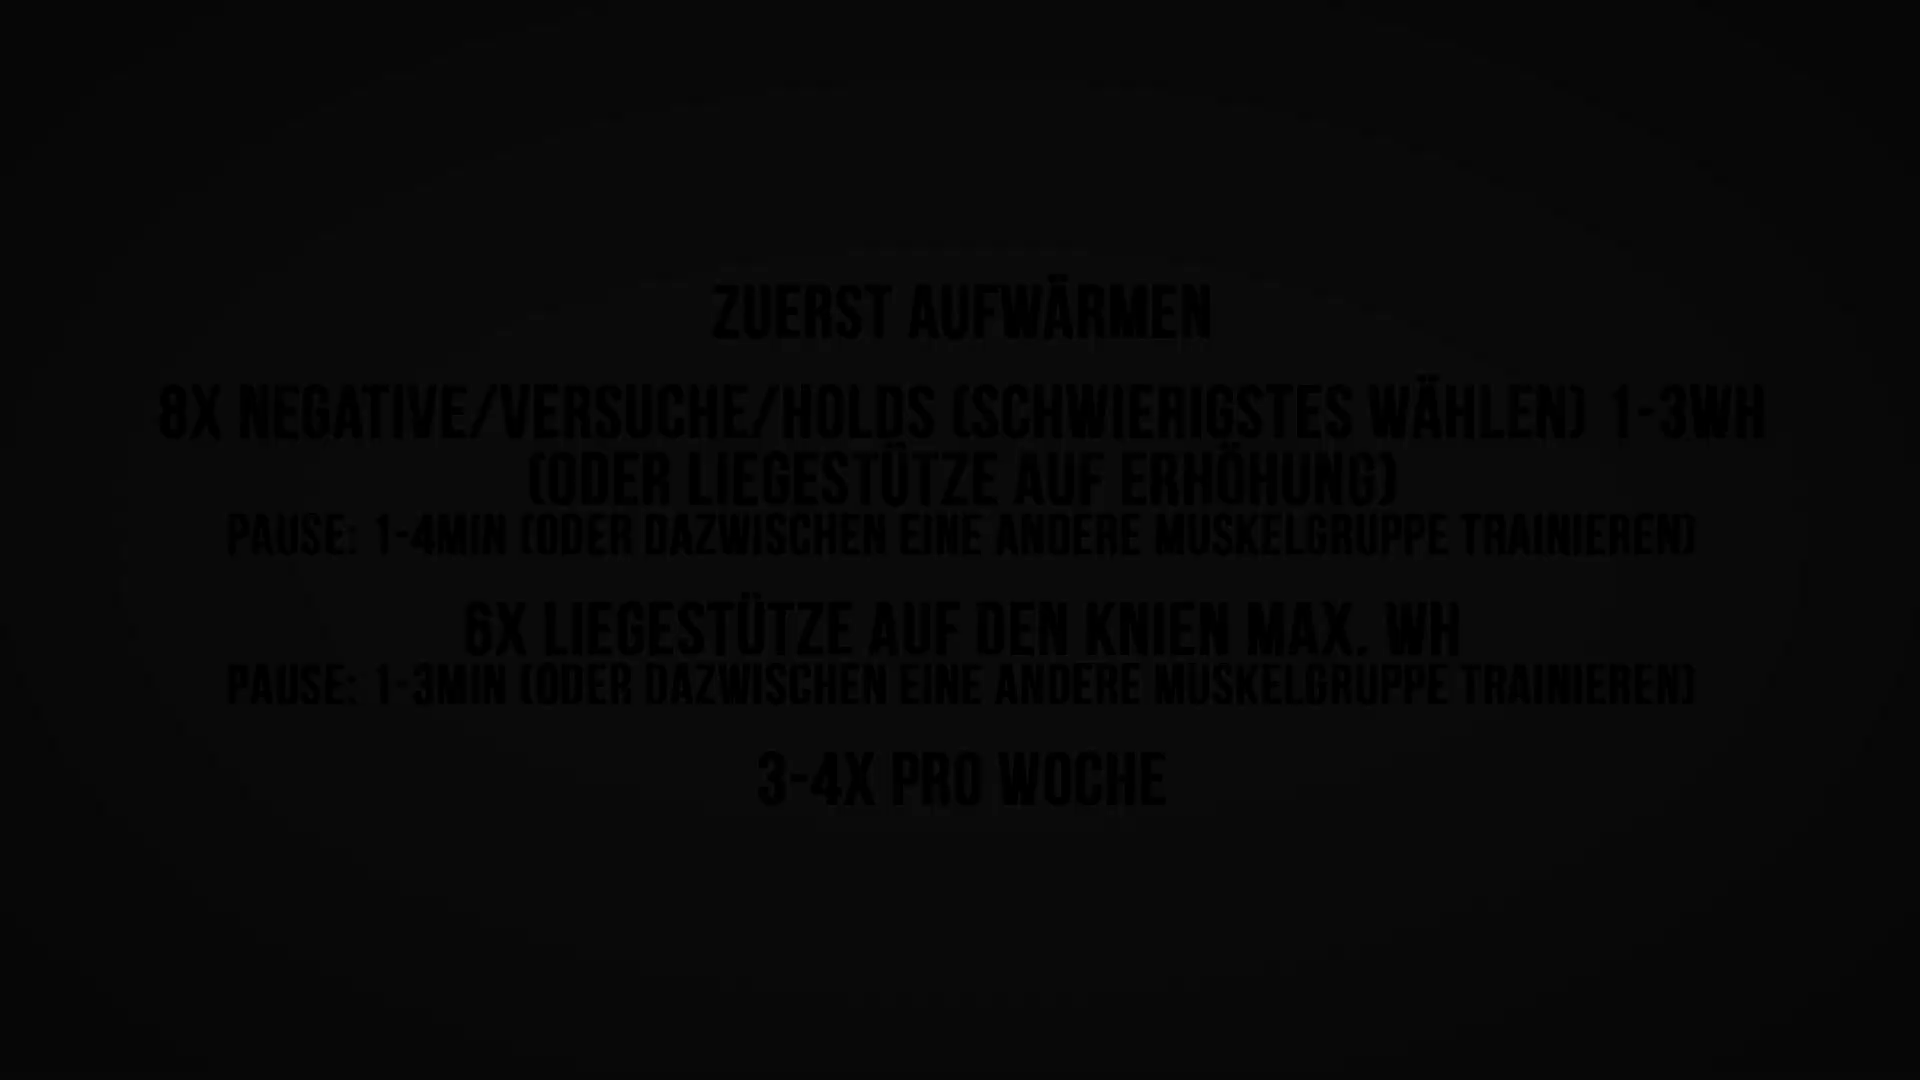 ZUERST AUFWÄRMEN
8X NEGATIVE/VERSUCHE/HOLDS (SCHWIERIGSTES WÄHLEN) 1-3WH
(ODER LIEGESTÜTZE AUF ERHÖHUNG)
PAUSE: 1-4MIN (ODER DAZWISCHEN EINE ANDERE MUSKELGRUPPE TRAINIEREN)
6X LIEGESTÜTZE AUF DEN KNIEN MAX. WH
PAUSE: 1-3MIN (ODER DAZWISCHEN EINE ANDERE MUSKELGRUPPE TRAINIEREN)
3-4X PRO WOCHE